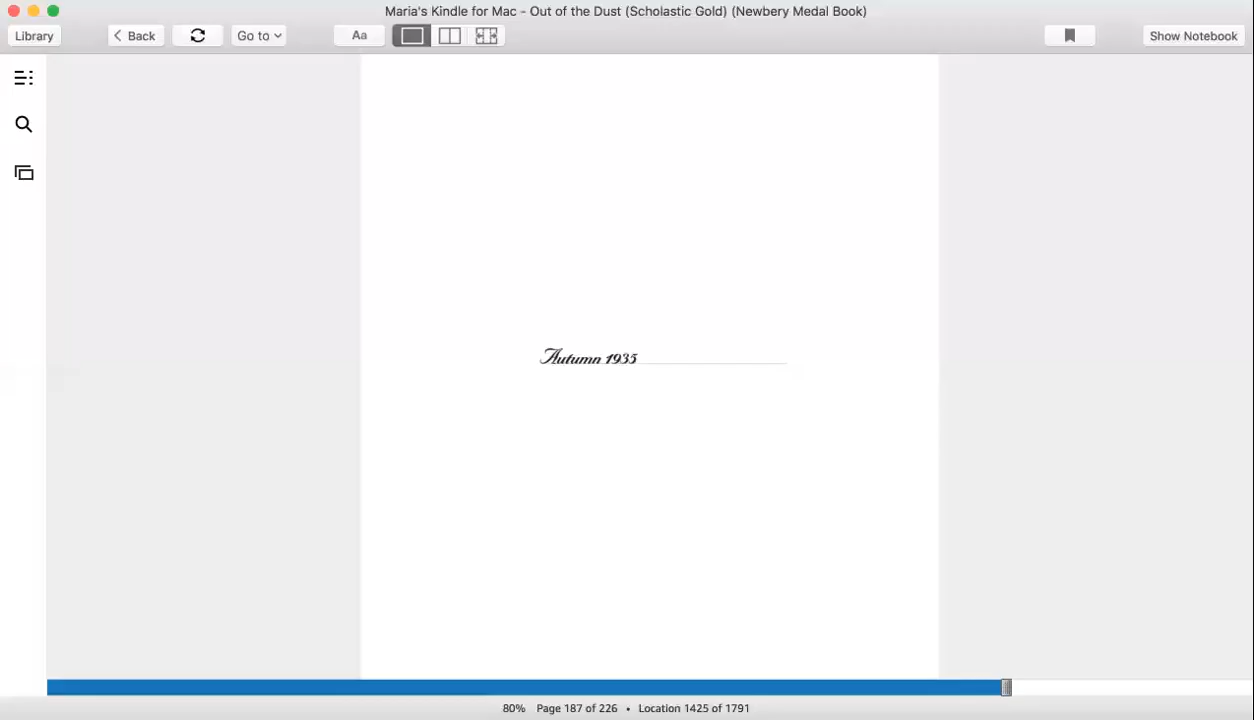 Maria's Kindle for Mac - Out of the Dust (Scholastic Gold) (Newbery Medal Book)
Library Back Go to Aa Show Notebook
Autumn 1935
80% Page 187 of 226 • Location 1425 of 1791